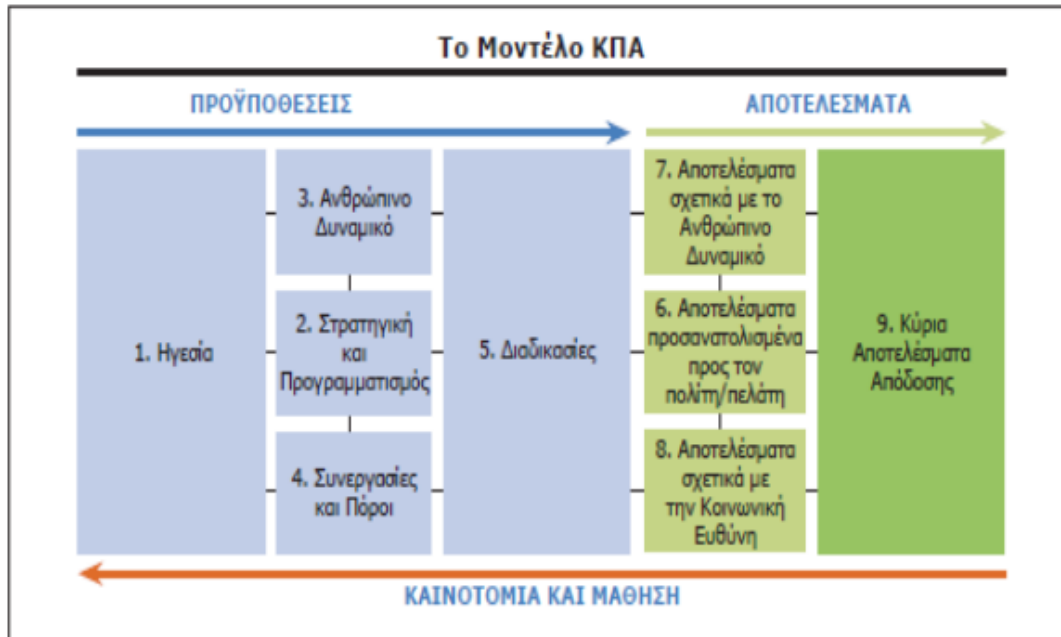 Το Μοντέλο ΚΠΑ
ΠΡΟΫΠΟΘΕΣΕΙΣ
ΑΠΟΤΕΛΕΣΜΑΤΑ
1. Ηγεσία
3. Ανθρώπινο
Δυναμικό
2. Στρατηγική
και
Προγραμματισμός
4. Συνεργασίες
και Πόροι
5. Διαδικασίες
7. Αποτελέσματα
σχετικά με το
Ανθρώπινο
Δυναμικό
6. Αποτελέσματα
προσανατολισμένα
προς τον
πολίτη/πελάτη
8. Αποτελέσματα
σχετικά με
την Κοινωνική
Ευθύνη
9. Κύρια
Αποτελέσματα
Απόδοσης
ΚΑΙΝΟΤΟΜΙΑ ΚΑΙ ΜΑΘΗΣΗ